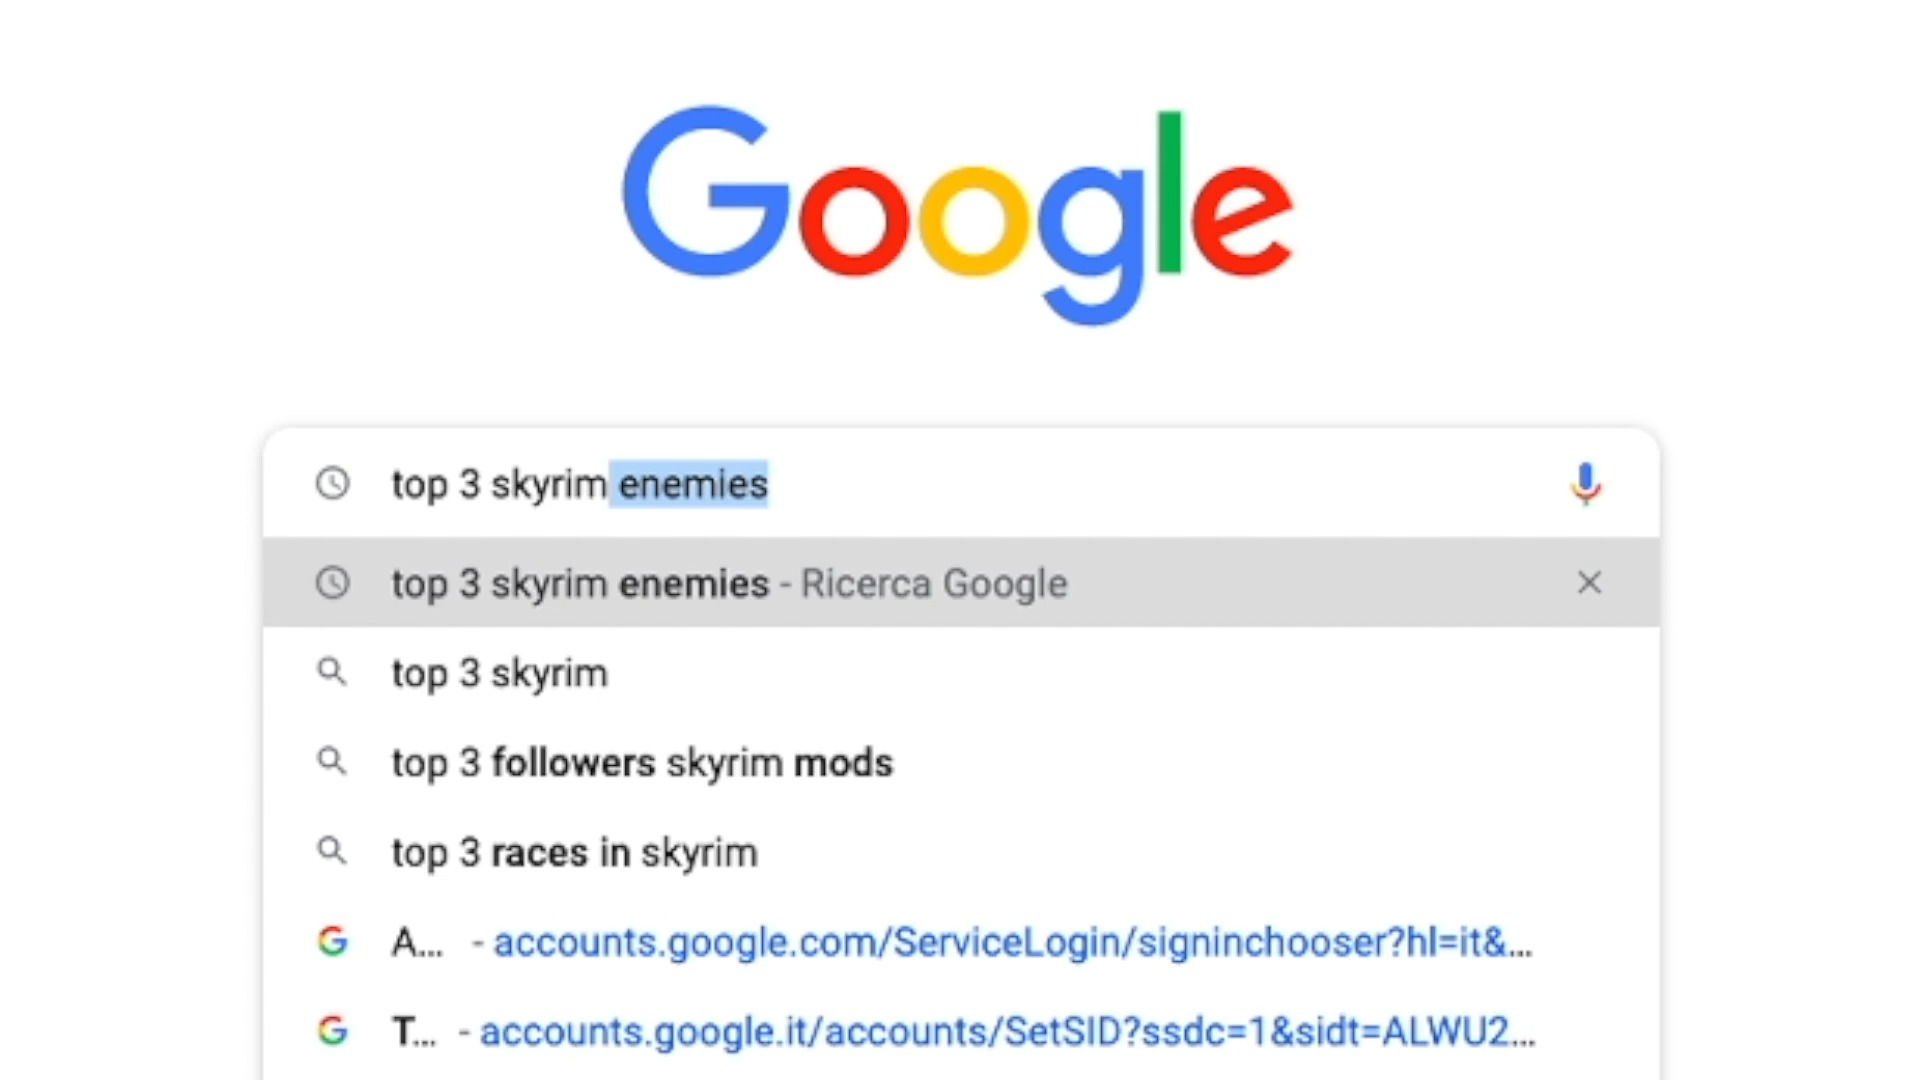 Google
top 3 skyrim enemies
top 3 skyrim enemies - Ricerca Google
top 3 skyrim
top 3 followers skyrim mods
top 3 races in skyrim
A... - accounts.google.com/ServiceLogin/signinchooser?hl=it&...
T... - accounts.google.it/accounts/SetSID?ssdc=1&sidt=ALWU2...